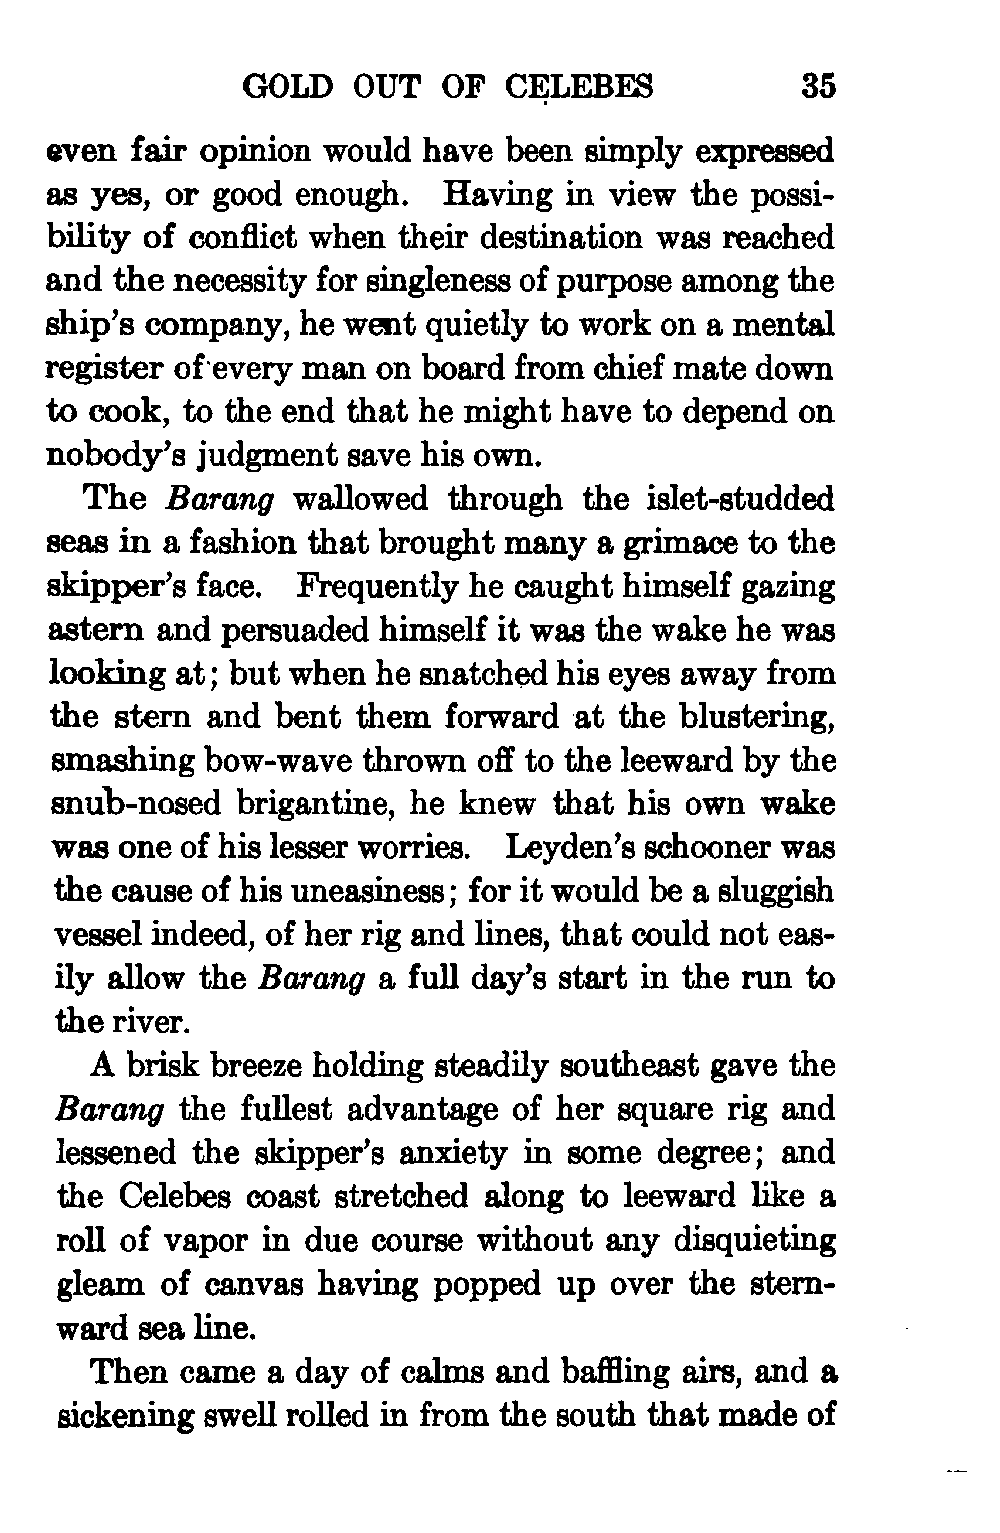 GOLD OUT OF CELEBES 35
even fair opinion would have been simply expressed
as yes, or good enough. Having in view the possi-
bility of conflict when their destination was reached
and the necessity for singleness of purpose among the
ship's company, he went quietly to work on a mental
register of every man on board from chief mate down
to cook, to the end that he might have to depend on
nobody's judgment save his own.
The Barang wallowed through the islet-studded
seas in a fashion that brought many a grimace to the
skipper's face. Frequently he caught himself gazing
astern and persuaded himself it was the wake he was
looking at; but when he snatched his eyes away from
the stern and bent them forward at the blustering,
smashing bow-wave thrown off to the leeward by the
snub-nosed brigantine, he knew that his own wake
was one of his lesser worries. Leyden's schooner was
the cause of his uneasiness; for it would be a sluggish
vessel indeed, of her rig and lines, that could not eas-
ily allow the Barang a full day's start in the run to
the river.
A brisk breeze holding steadily southeast gave the
Barang the fullest advantage of her square rig and
lessened the skipper's anxiety in some degree; and
the Celebes coast stretched along to leeward like a
roll of vapor in due course without any disquieting
gleam of canvas having popped up over the stern-
ward sea line.
Then came a day of calms and baffling airs, and a
sickening swell rolled in from the south that made of